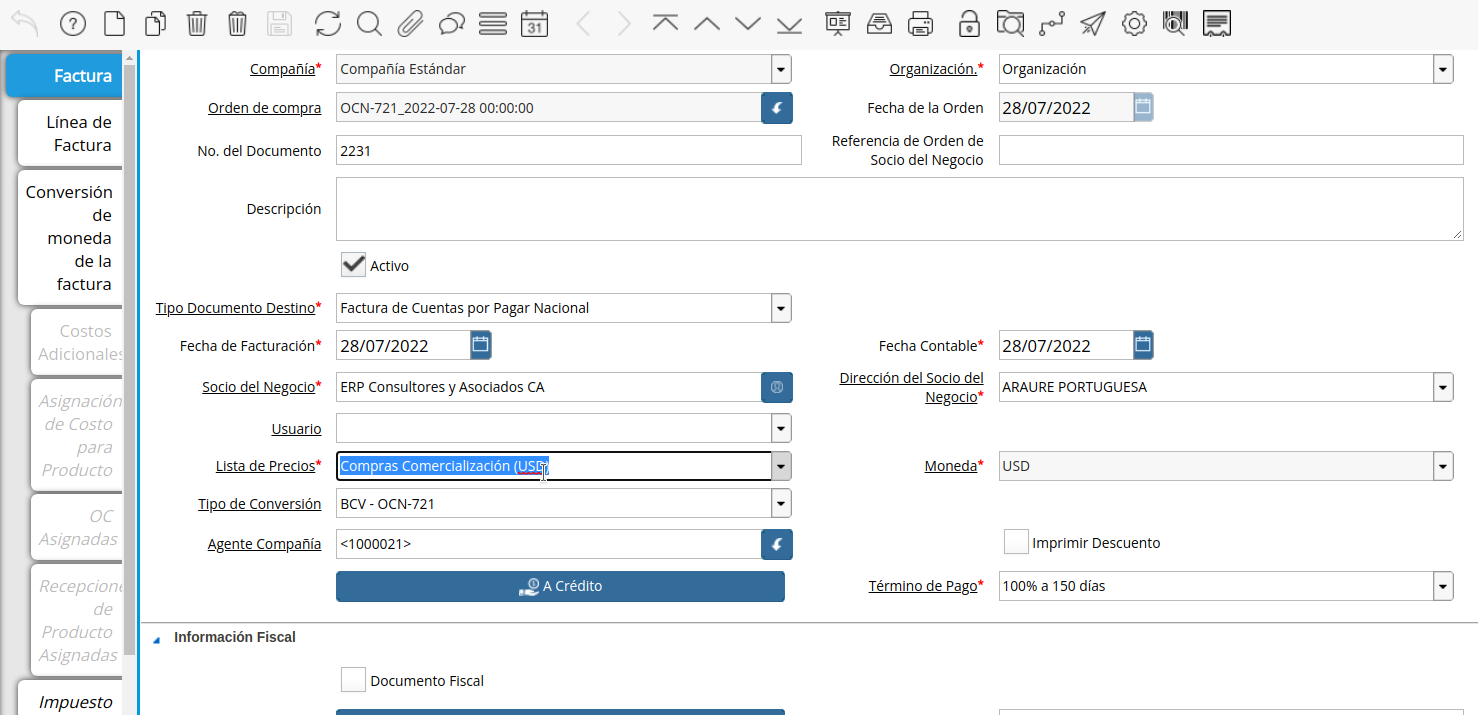 31
Factura
Línea de
Factura
Conversión
de
moneda
de la
factura
Costos
Adicionales
Asignación
de Costo
para
Producto
OC
Asignadas
Recepcione
de
Producto
Asignadas
Impuesto
Compañía* Compañía Estándar
Organización.* Organización
Orden de compra OCN-721_2022-07-28 00:00:00
Fecha de la Orden 28/07/2022
No. del Documento 2231
Referencia de Orden de
Socio del Negocio
Descripción
Activo
Tipo Documento Destino* Factura de Cuentas por Pagar Nacional
Fecha de Facturación* 28/07/2022
Fecha Contable* 28/07/2022
Socio del Negocio* ERP Consultores y Asociados CA
Dirección del Socio del
Negocio* ARAURE PORTUGUESA
Usuario
Lista de Precios* Compras Comercialización (USD)
Moneda* USD
Tipo de Conversión BCV - OCN-721
Agente Compañía <1000021>
Imprimir Descuento
A Crédito
Término de Pago* 100% a 150 días
Información Fiscal
Documento Fiscal